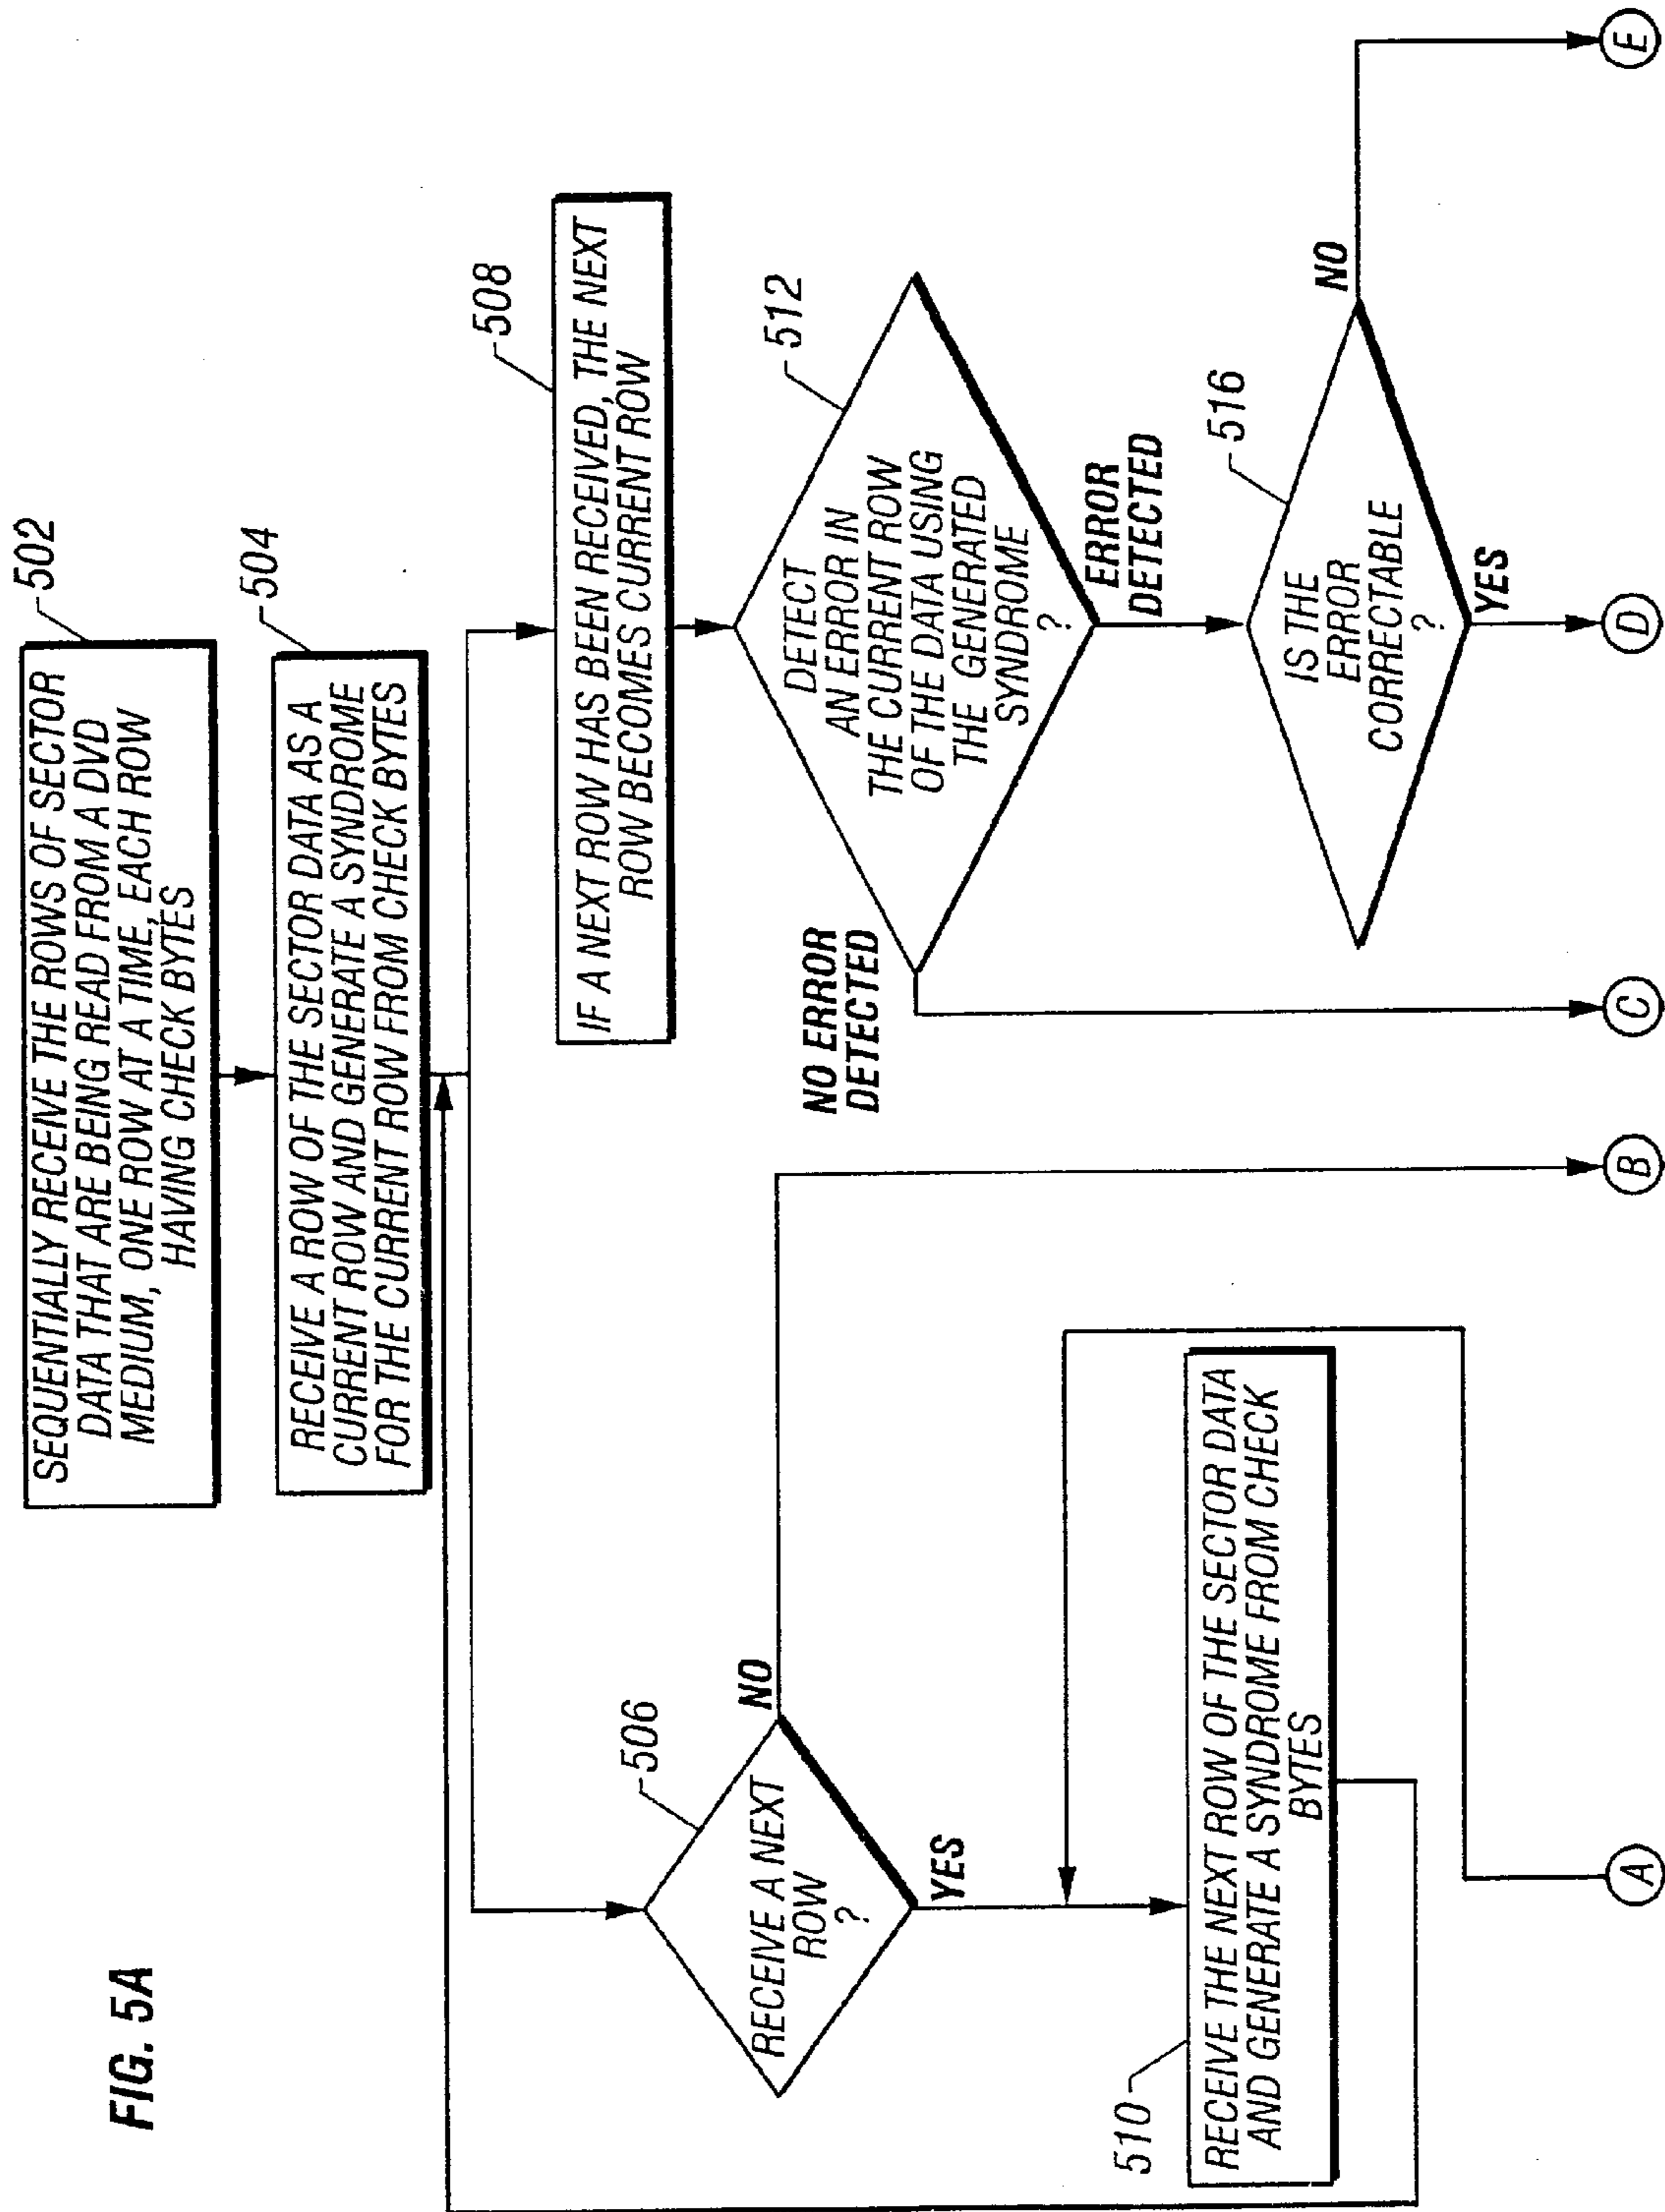 FIG. 5A
502
SEQUENTIALLY RECEIVE THE ROWS OF SECTOR
DATA THAT ARE BEING READ FROM A DVD
MEDIUM, ONE ROW AT A TIME, EACH ROW
HAVING CHECK BYTES
504
RECEIVE A ROW OF THE SECTOR DATA AS A
CURRENT ROW AND GENERATE A SYNDROME
FOR THE CURRENT ROW FROM CHECK BYTES
506
RECEIVE A NEXT
ROW
?
NO
YES
508
IF A NEXT ROW HAS BEEN RECEIVED, THE NEXT
ROW BECOMES CURRENT ROW
510
RECEIVE THE NEXT ROW OF THE SECTOR DATA
AND GENERATE A SYNDROME FROM CHECK
BYTES
512
DETECT
AN ERROR IN
THE CURRENT ROW
OF THE DATA USING
THE GENERATED
SYNDROME
?
NO ERROR
DETECTED
ERROR
DETECTED
516
IS THE
ERROR
CORRECTABLE
?
NO
YES
A
B
C
D
E